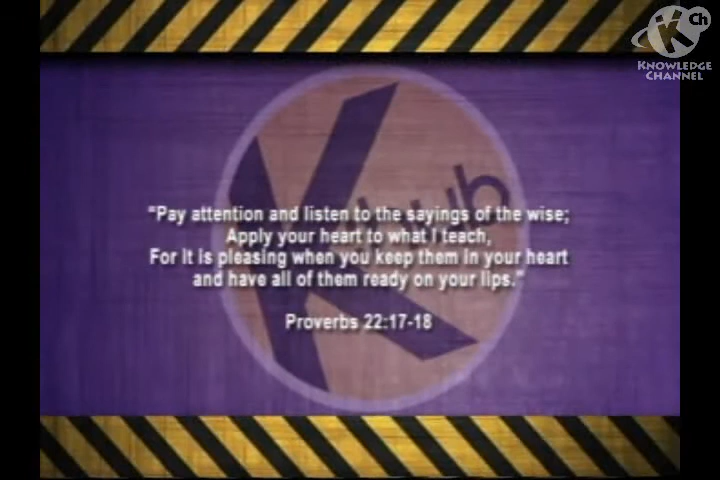 Ch
KNOWLEDGE
CHANNEL
"Pay attention and listen to the sayings of the wise;
Apply your heart to what I teach,
For it is pleasing when you keep them in your heart
and have all of them ready on your lips."
Proverbs 22:17-18